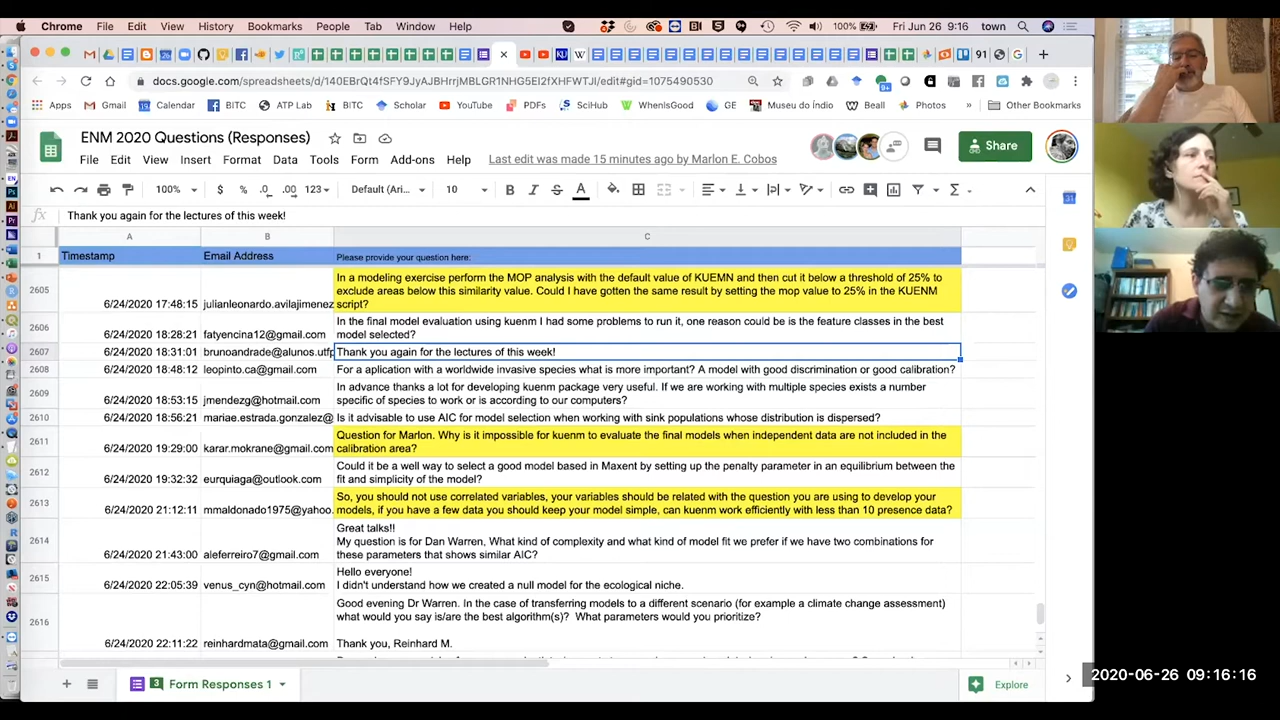 Chrome File Edit View History Bookmarks People Tab Window Help 100% Fri Jun 26 9:16 town
91
docs.google.com/spreadsheets/d/140EBrQt4fSFY9JyAJBHrrjMBLGR1NHG5EI2fXHFWTJI/edit#gid=1075490530
Apps Gmail Calendar BITC ATP Lab BITC Scholar YouTube PDFs SciHub WhenIsGood GE Museu do Índio Beall Photos » Other Bookmarks
ENM 2020 Questions (Responses)
File Edit View Insert Format Data Tools Form Add-ons Help Last edit was made 15 minutes ago by Marlon E. Cobos
Share
100% $ % .0 .00 123 Default (Ari... 10 B I S A
fx Thank you again for the lectures of this week!
A B C
1 Timestamp Email Address Please provide your question here:
In a modeling exercise perform the MOP analysis with the default value of KUEMN and then cut it below a threshold of 25% to
exclude areas below this similarity value. Could I have gotten the same result by setting the mop value to 25% in the KUENM
2605 6/24/2020 17:48:15 julianleonardo.avilajimenez script?
2606 In the final model evaluation using kuenm I had some problems to run it, one reason could be is the feature classes in the best
6/24/2020 18:28:21 fatyencina12@gmail.com model selected?
2607 6/24/2020 18:31:01 brunoandrade@alunos.utfp Thank you again for the lectures of this week!
2608 6/24/2020 18:48:12 leopinto.ca@gmail.com For a aplication with a worldwide invasive species what is more important? A model with good discrimination or good calibration?
2609 In advance thanks a lot for developing kuenm package very useful. If we are working with multiple species exists a number
6/24/2020 18:53:15 jmendezg@hotmail.com specific of species to work or is according to our computers?
2610 6/24/2020 18:56:21 mariae.estrada.gonzalez@ Is it advisable to use AIC for model selection when working with sink populations whose distribution is dispersed?
2611 Question for Marlon. Why is it impossible for kuenm to evaluate the final models when independent data are not included in the
6/24/2020 19:29:00 karar.mokrane@gmail.com calibration area?
2612 Could it be a well way to select a good model based in Maxent by setting up the penalty parameter in an equilibrium between the
6/24/2020 19:32:32 eurquiaga@outlook.com fit and simplicity of the model?
2613 So, you should not use correlated variables, your variables should be related with the question you are using to develop your
6/24/2020 21:12:11 mmaldonado1975@yahoo. models, if you have a few data you should keep your model simple, can kuenm work efficiently with less than 10 presence data?
Great talks!!
2614 My question is for Dan Warren, What kind of complexity and what kind of model fit we prefer if we have two combinations for
6/24/2020 21:43:00 aleferreiro7@gmail.com these parameters that shows similar AIC?
2615 Hello everyone!
6/24/2020 22:05:39 venus_cyn@hotmail.com I didn't understand how we created a null model for the ecological niche.
Good evening Dr Warren. In the case of transferring models to a different scenario (for example a climate change assessment)
2616 what would you say is/are the best algorithm(s)? What parameters would you prioritize?
6/24/2020 22:11:22 reinhardmata@gmail.com Thank you, Reinhard M.
3 Form Responses 1 Explore
2020-06-26 09:16:16